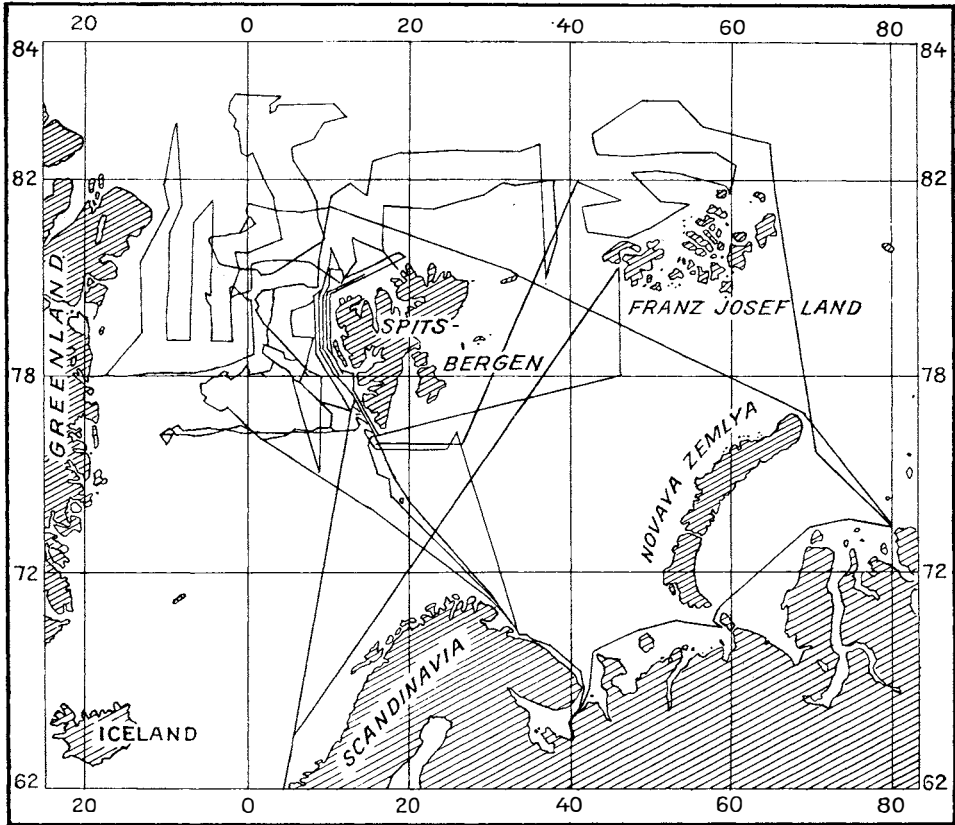 20 0 20 40 60 80
84 84
82 82
GREENLAND
FRANZ JOSEF LAND
SPITS-
BERGEN
78 78
NOVAYA ZEMLYA
72 72
SCANDINAVIA
ICELAND
62 62
20 0 20 40 60 80